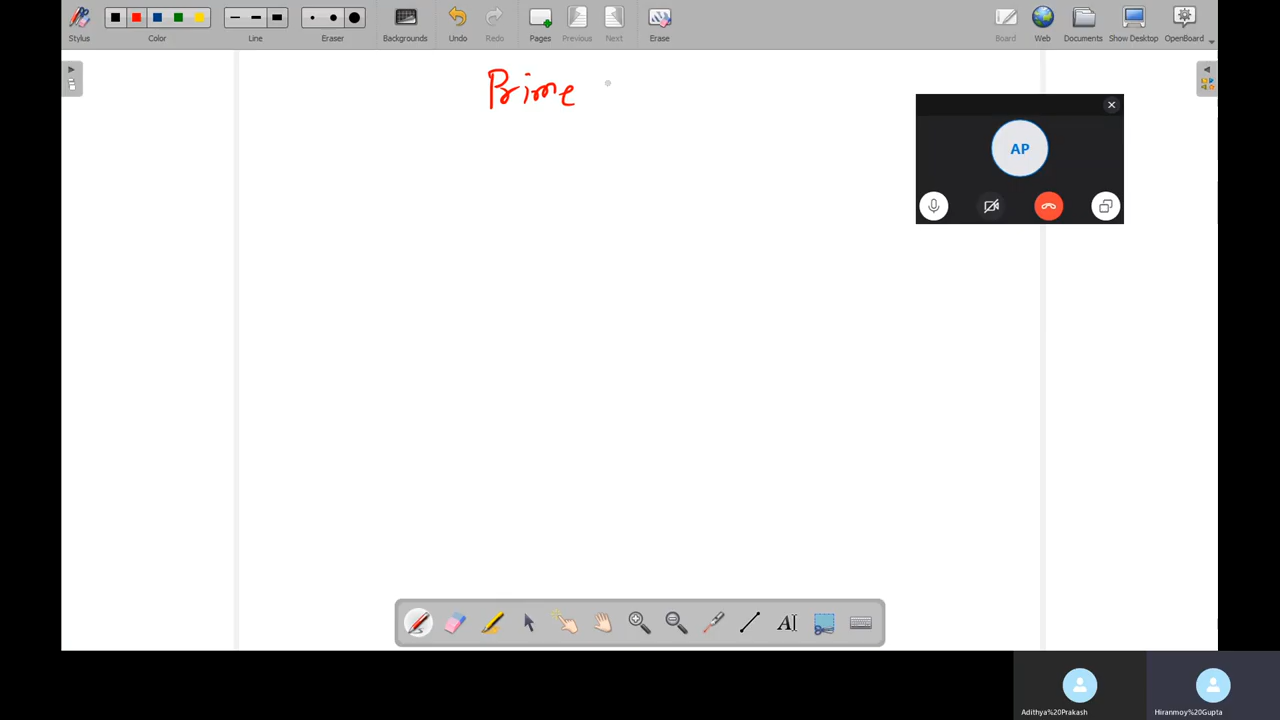 Stylus Color Line Eraser Backgrounds Undo Redo Pages Previous Next Erase Board Web Documents Show Desktop OpenBoard
Prime
AP
Adithya%20Prakash Hiranmoy%20Gupta